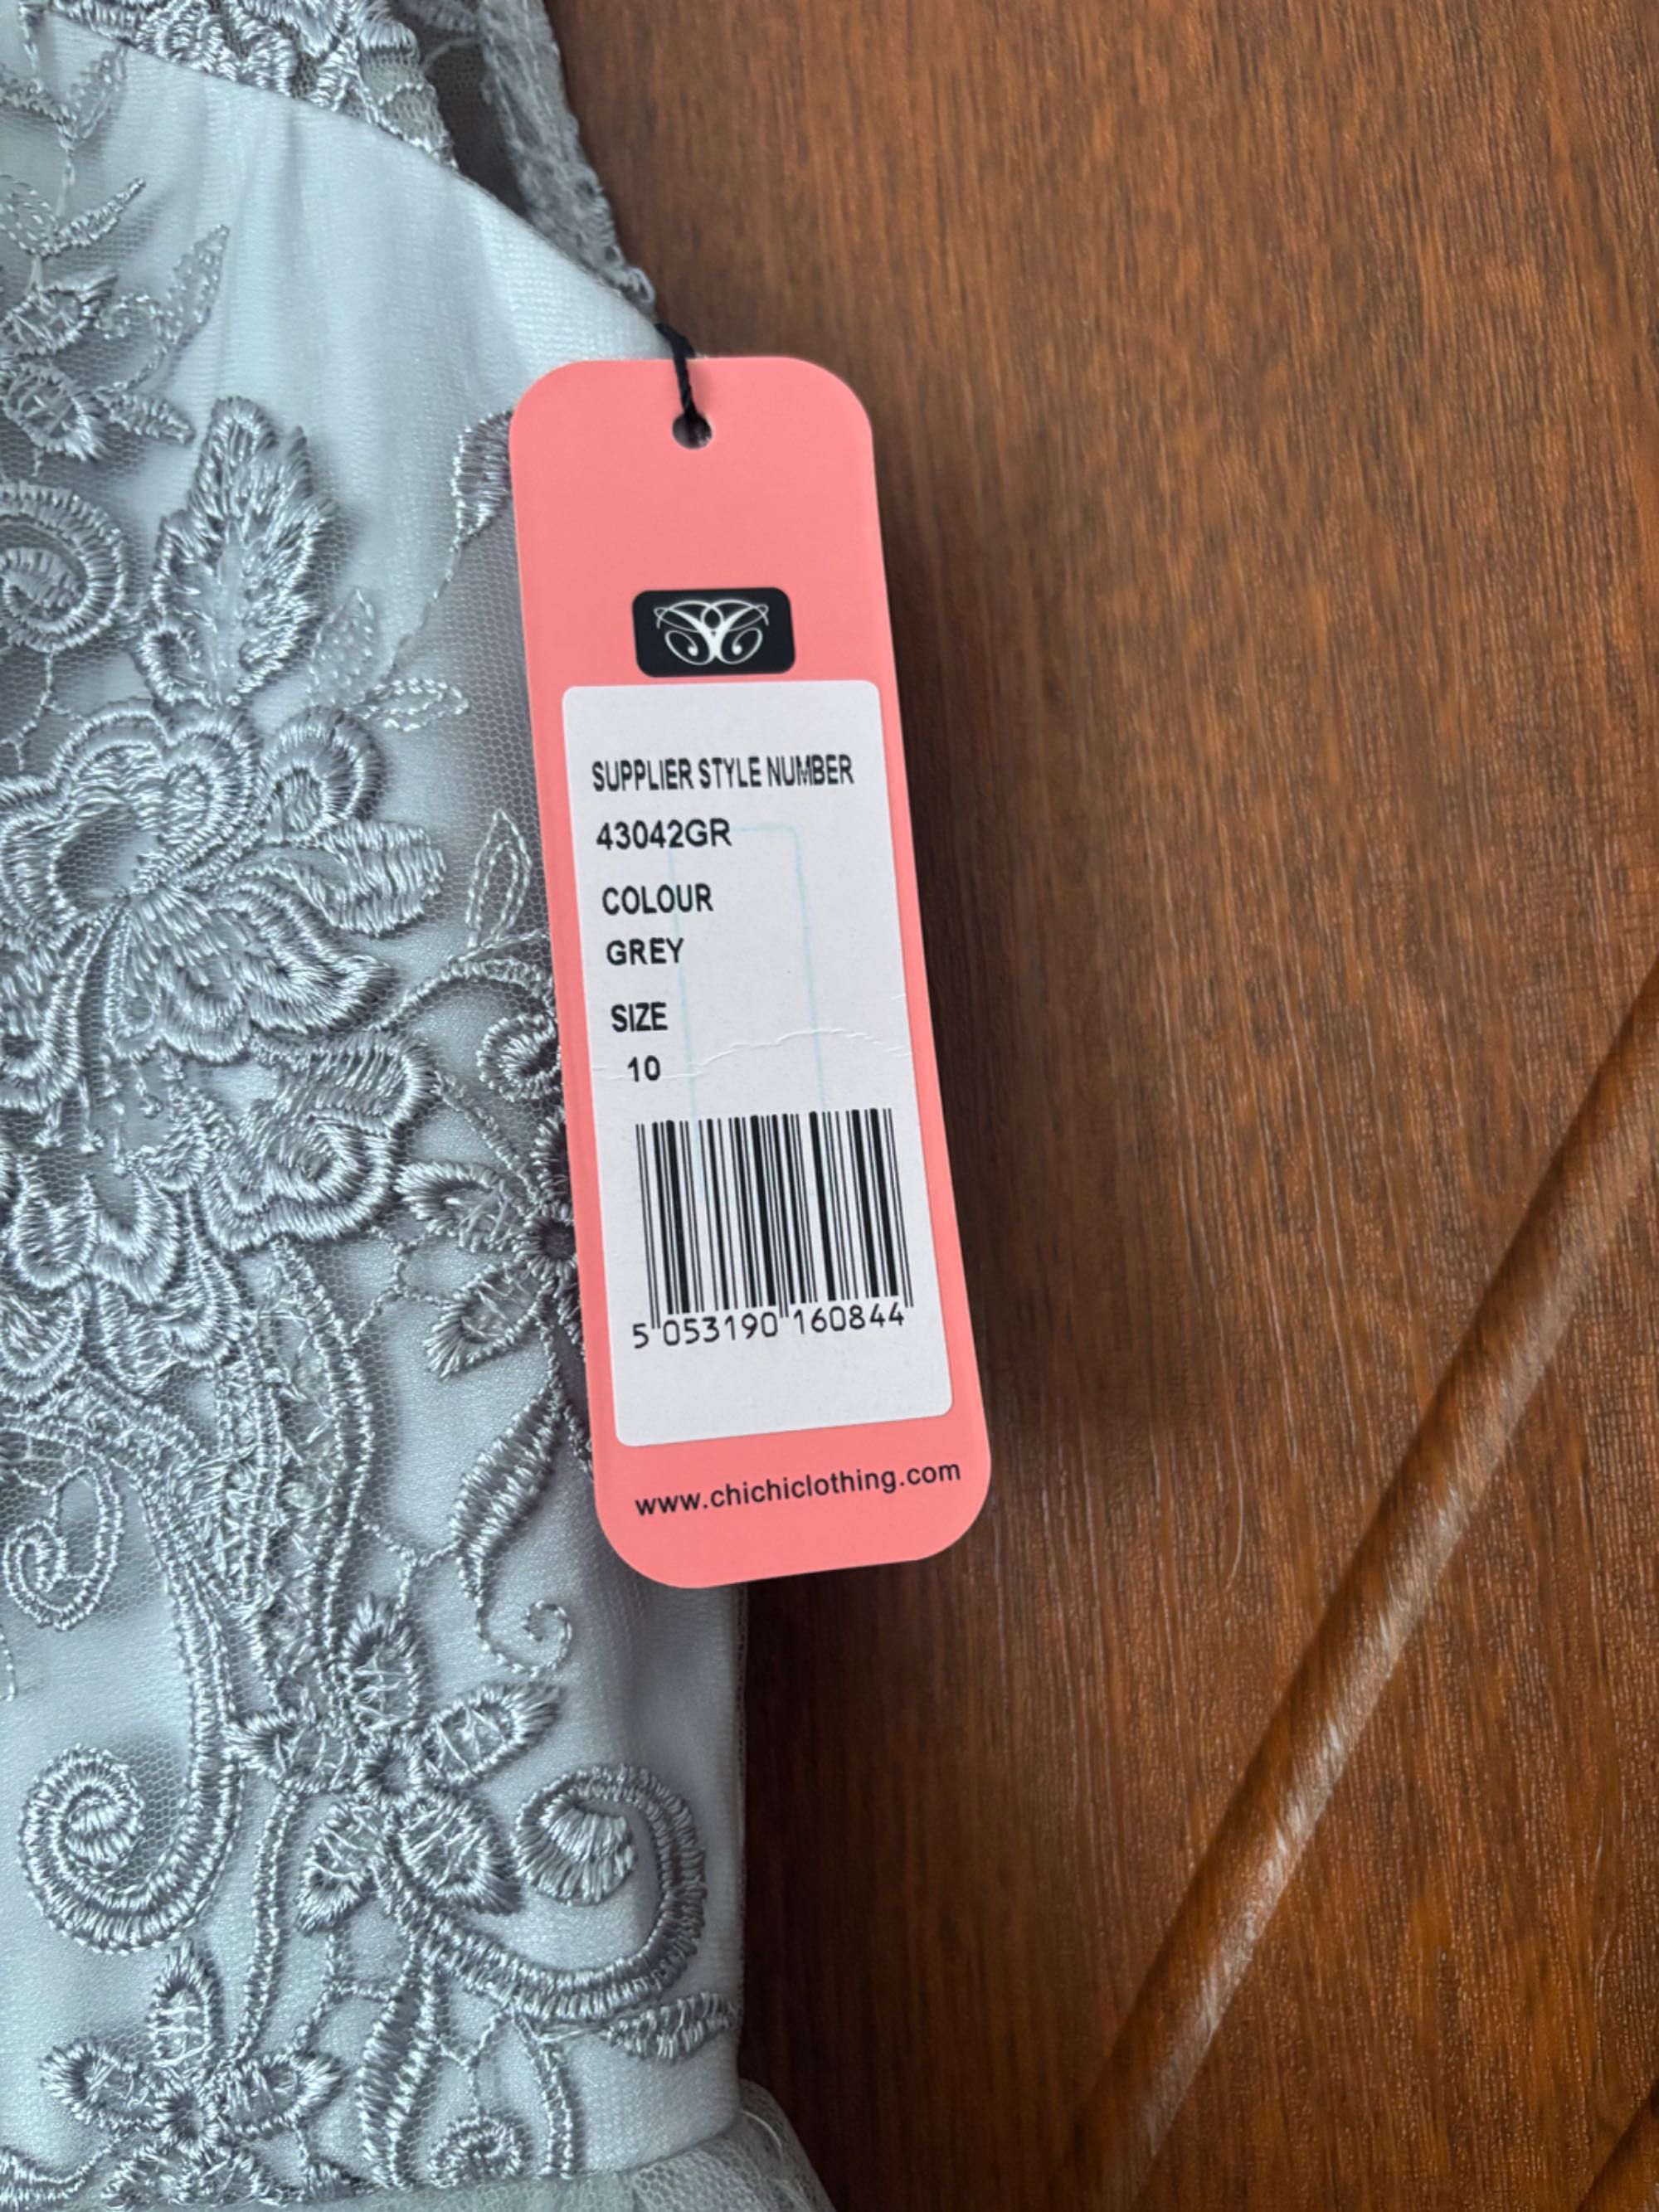 SUPPLIER STYLE NUMBER
43042GR
COLOUR
GREY
SIZE
10
5 053190 160844
www.chichiclothing.com